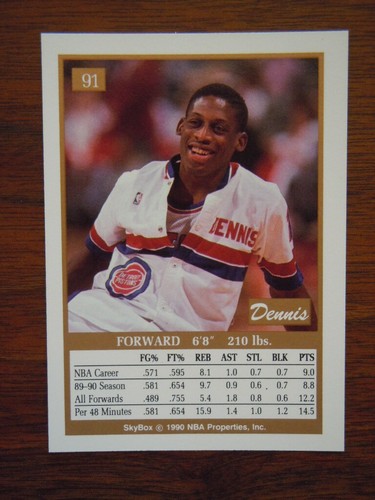 91
DENNIS
NBA
THE DETROIT
PISTONS
Dennis
FORWARD 6'8" 210 lbs.
FG% FT% REB AST STL BLK PTS
NBA Career .571 .595 8.1 1.0 0.7 0.7 9.0
89-90 Season .581 .654 9.7 0.9 0.6 0.7 8.8
All Forwards .489 .755 5.4 1.8 0.8 0.6 12.2
Per 48 Minutes .581 .654 15.9 1.4 1.0 1.2 14.5
SkyBox © 1990 NBA Properties, Inc.